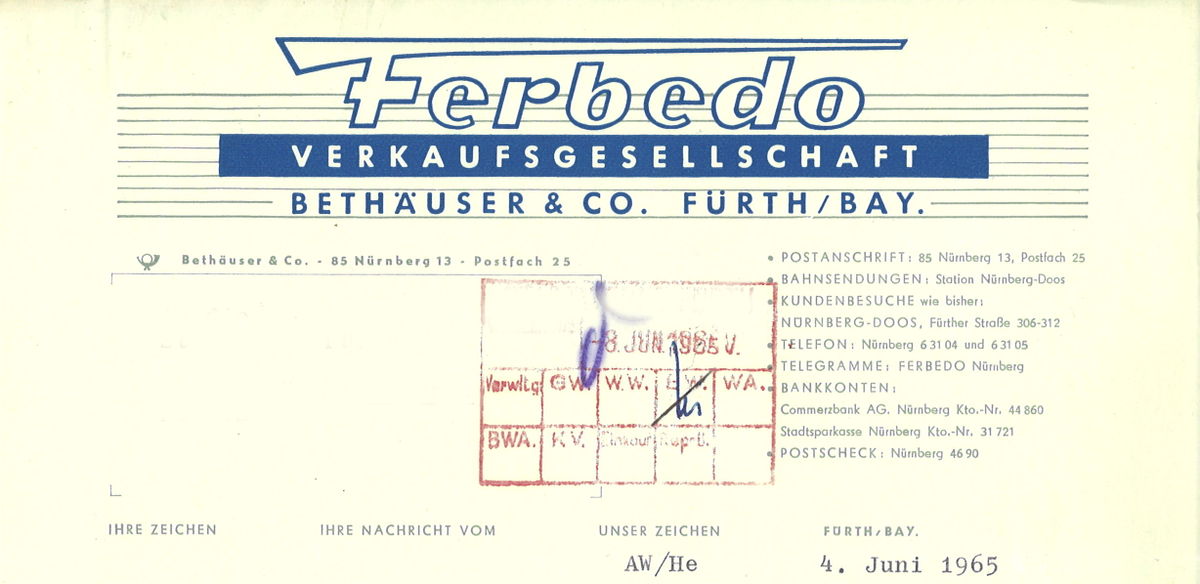 Ferbedo
VERKAUFSGESELLSCHAFT
BETHÄUSER & CO. FÜRTH/BAY.
Bethäuser & Co. - 85 Nürnberg 13 - Postfach 25
• POSTANSCHRIFT: 85 Nürnberg 13, Postfach 25
• BAHNSENDUNGEN: Station Nürnberg-Doos
• KUNDENBESUCHE wie bisher:
NÜRNBERG-DOOS, Fürther Straße 306-312
• TELEFON: Nürnberg 6 31 04 und 6 31 05
• TELEGRAMME: FERBEDO Nürnberg
• BANKKONTEN:
Commerzbank AG. Nürnberg Kto.-Nr. 44 860
Stadtsparkasse Nürnberg Kto.-Nr. 31 721
• POSTSCHECK: Nürnberg 46 90
-8. JUN. 1965 V.
Verwltg. GW. W.W. E.W. WA.
BWA. K.V. Einkauf
IHRE ZEICHEN
IHRE NACHRICHT VOM
UNSER ZEICHEN
FÜRTH/BAY.
AW/He
4. Juni 1965